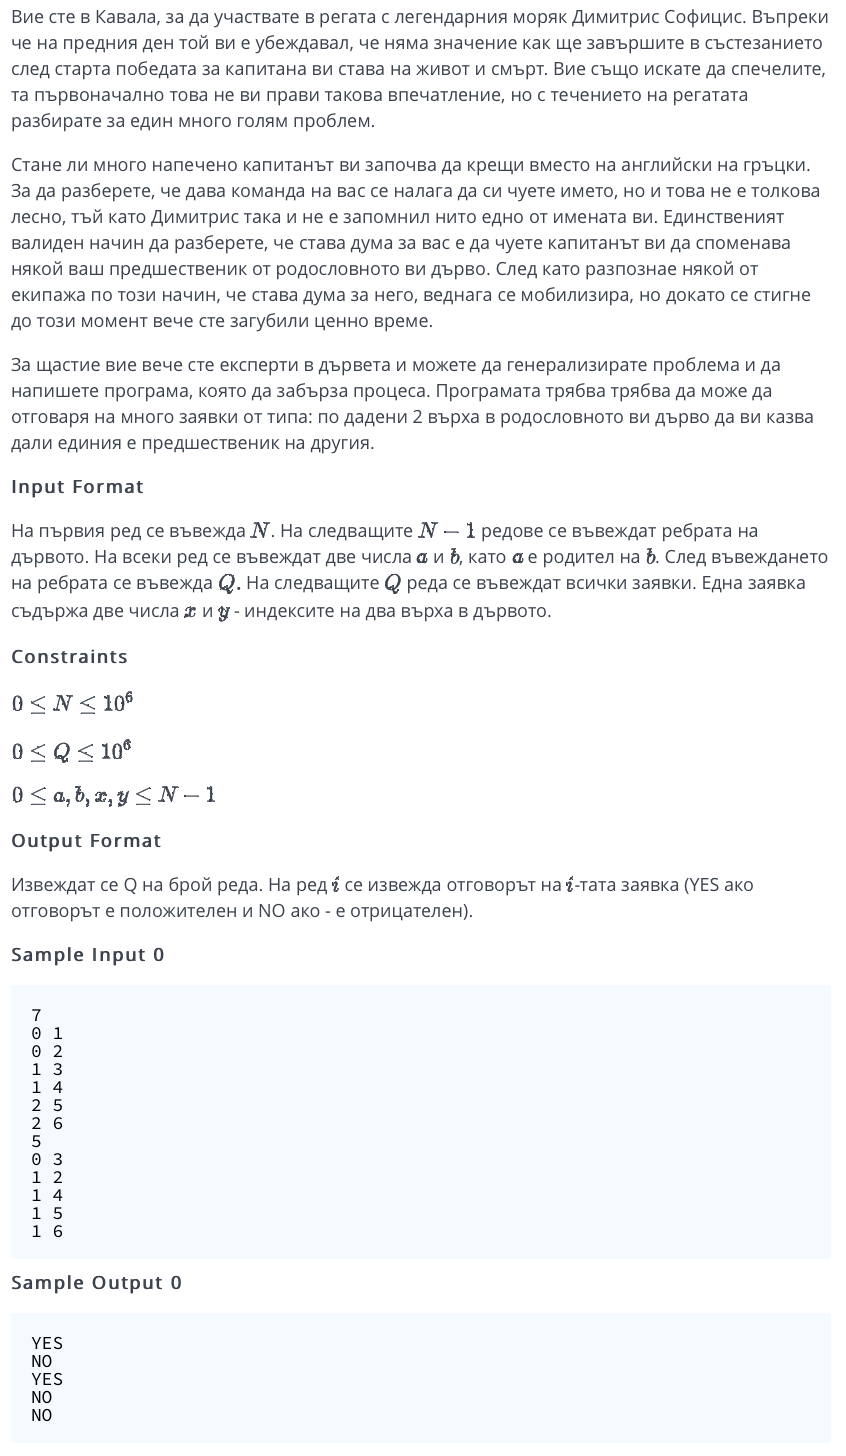 Вие сте в Кавала, за да участвате в регата с легендарния моряк Димитрис Софицис. Въпреки
че на предния ден той ви е убеждавал, че няма значение как ще завършите в състезанието
след старта победата за капитана ви става на живот и смърт. Вие също искате да спечелите,
та първоначално това не ви прави такова впечатление, но с течението на регатата
разбирате за един много голям проблем.
Стане ли много напечено капитанът ви започва да крещи вместо на английски на гръцки.
За да разберете, че дава команда на вас се налага да си чуете името, но и това не е толкова
лесно, тъй като Димитрис така и не е запомнил нито едно от имената ви. Единственият
валиден начин да разберете, че става дума за вас е да чуете капитанът ви да споменава
някой ваш предшественик от родословното ви дърво. След като разпознае някой от
екипажа по този начин, че става дума за него, веднага се мобилизира, но докато се стигне
до този момент вече сте загубили ценно време.
За щастие вие вече сте експерти в дървета и можете да генерализирате проблема и да
напишете програма, която да забърза процеса. Програмата трябва трябва да може да
отговаря на много заявки от типа: по дадени 2 върха в родословното ви дърво да ви казва
дали единия е предшественик на другия.
Input Format
На първия ред се въвежда N. На следващите N − 1 редове се въвеждат ребрата на
дървото. На всеки ред се въвеждат две числа a и b, като a е родител на b. След въвеждането
на ребрата се въвежда Q. На следващите Q реда се въвеждат всички заявки. Една заявка
съдържа две числа x и y - индексите на два върха в дървото.
Constraints
0 ≤ N ≤ 10⁶
0 ≤ Q ≤ 10⁶
0 ≤ a, b, x, y ≤ N − 1
Output Format
Извеждат се Q на брой реда. На ред i се извежда отговорът на i-тата заявка (YES ако
отговорът е положителен и NO ако - е отрицателен).
Sample Input 0
7
0 1
0 2
1 3
1 4
2 5
2 6
5
0 3
1 2
1 4
1 5
1 6
Sample Output 0
YES
NO
YES
NO
NO